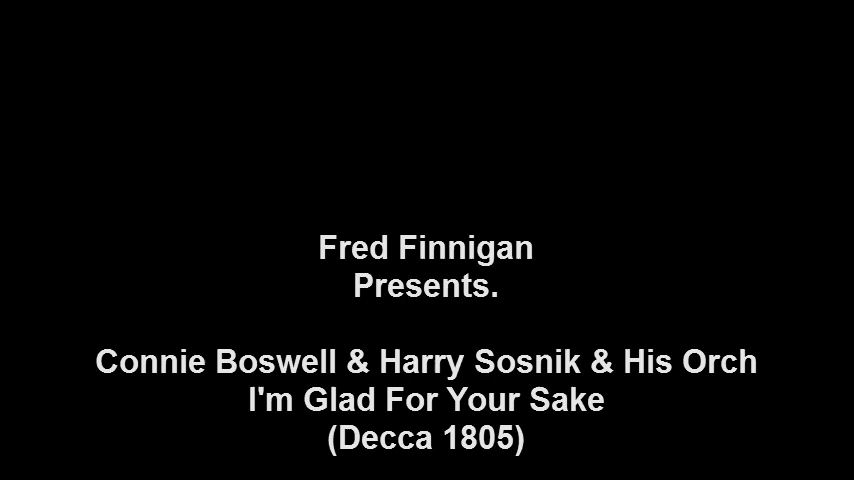 Fred Finnigan
Presents.
Connie Boswell & Harry Sosnik & His Orch
I'm Glad For Your Sake
(Decca 1805)